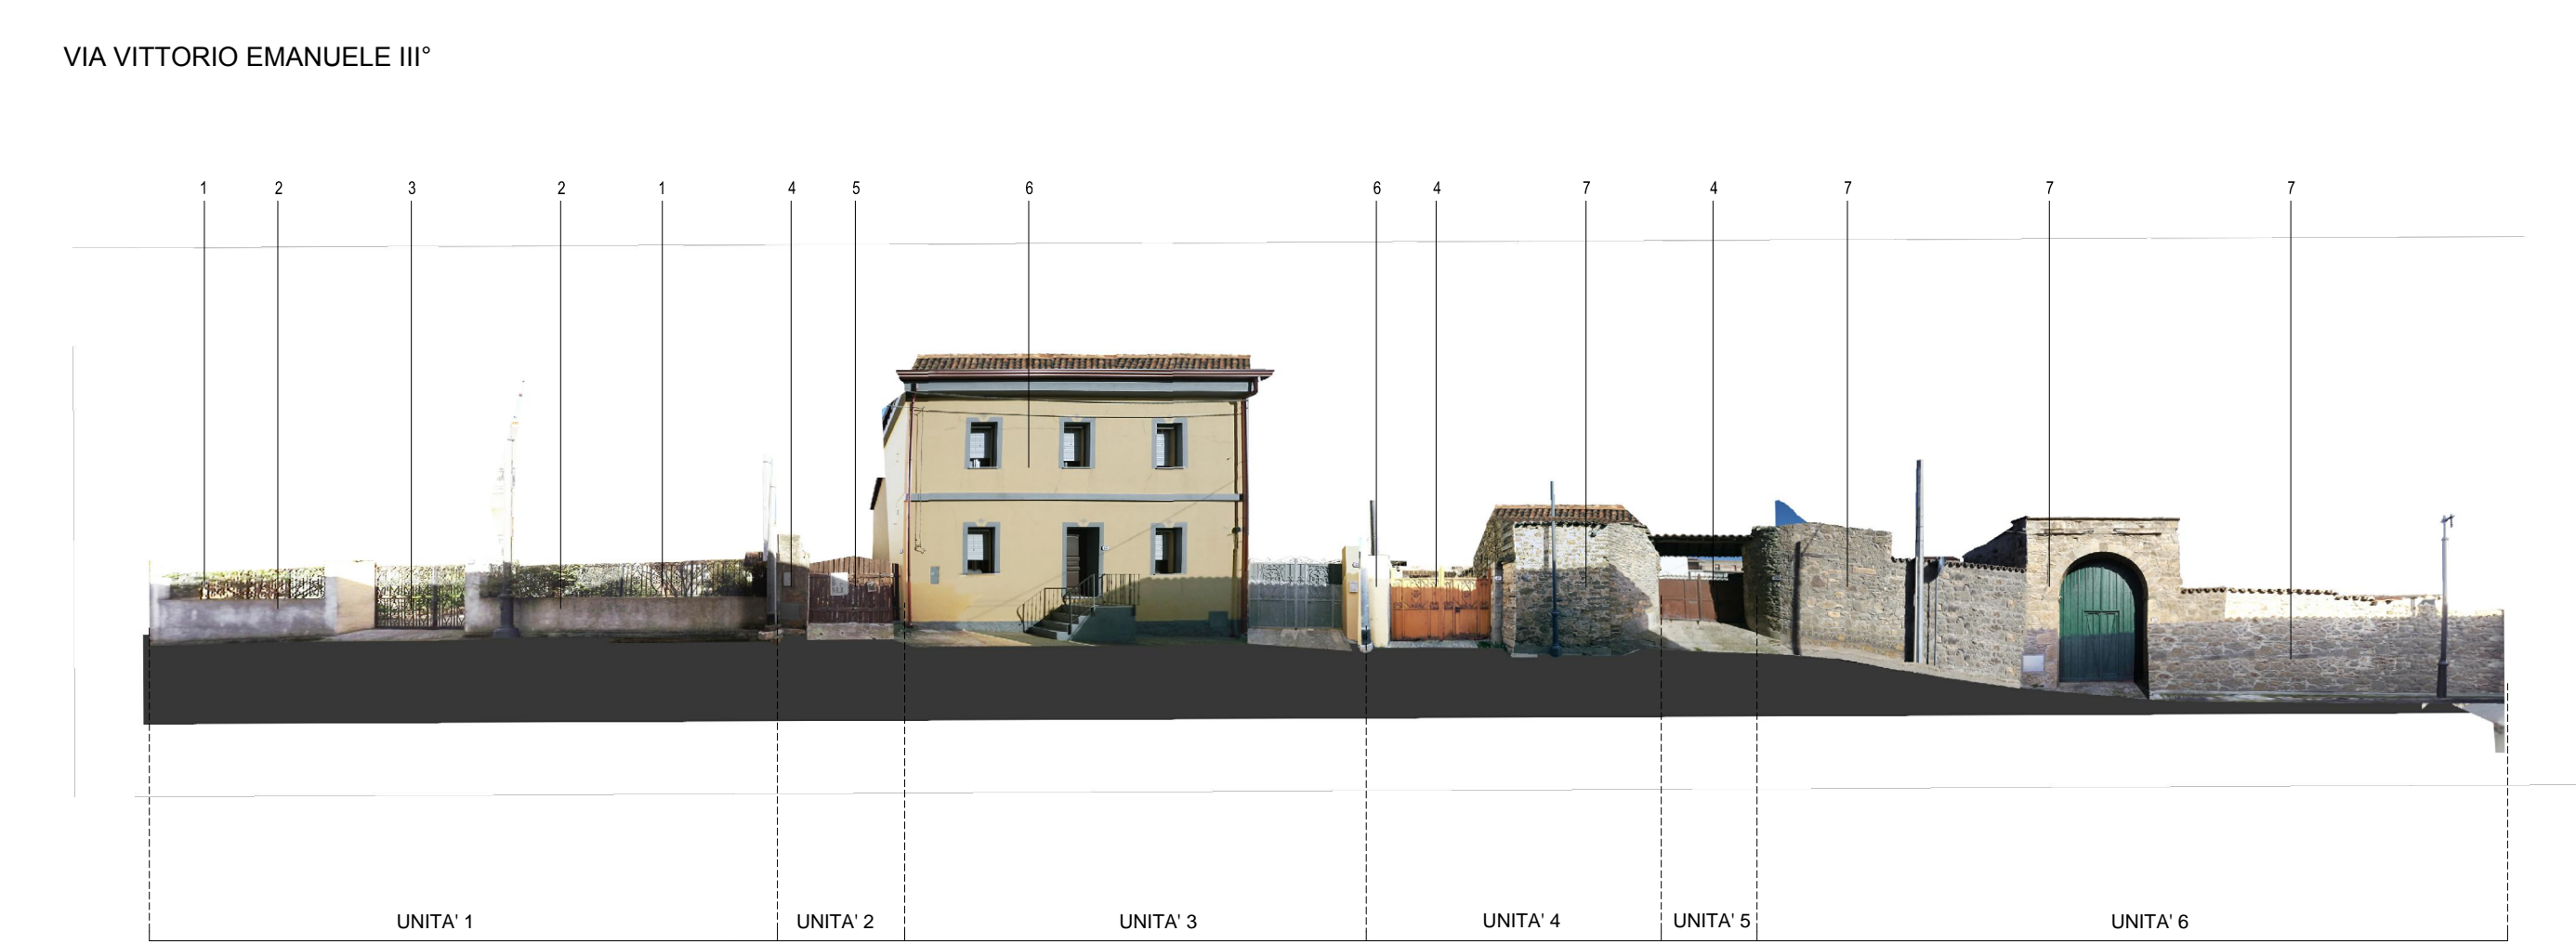 VIA VITTORIO EMANUELE III°
1 2 3 2 1 4 5 6 6 4 7 4 7 7 7
UNITA' 1 UNITA' 2 UNITA' 3 UNITA' 4 UNITA' 5 UNITA' 6